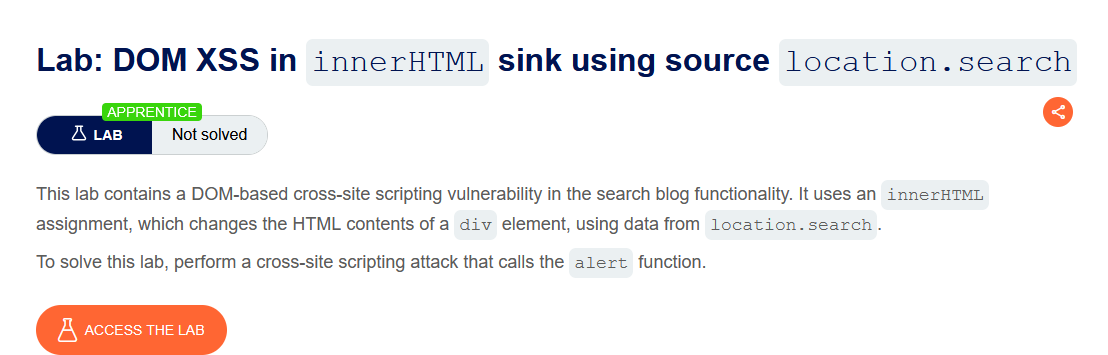 Lab: DOM XSS in innerHTML sink using source location.search
APPRENTICE
LAB Not solved
This lab contains a DOM-based cross-site scripting vulnerability in the search blog functionality. It uses an innerHTML
assignment, which changes the HTML contents of a div element, using data from location.search.
To solve this lab, perform a cross-site scripting attack that calls the alert function.
ACCESS THE LAB